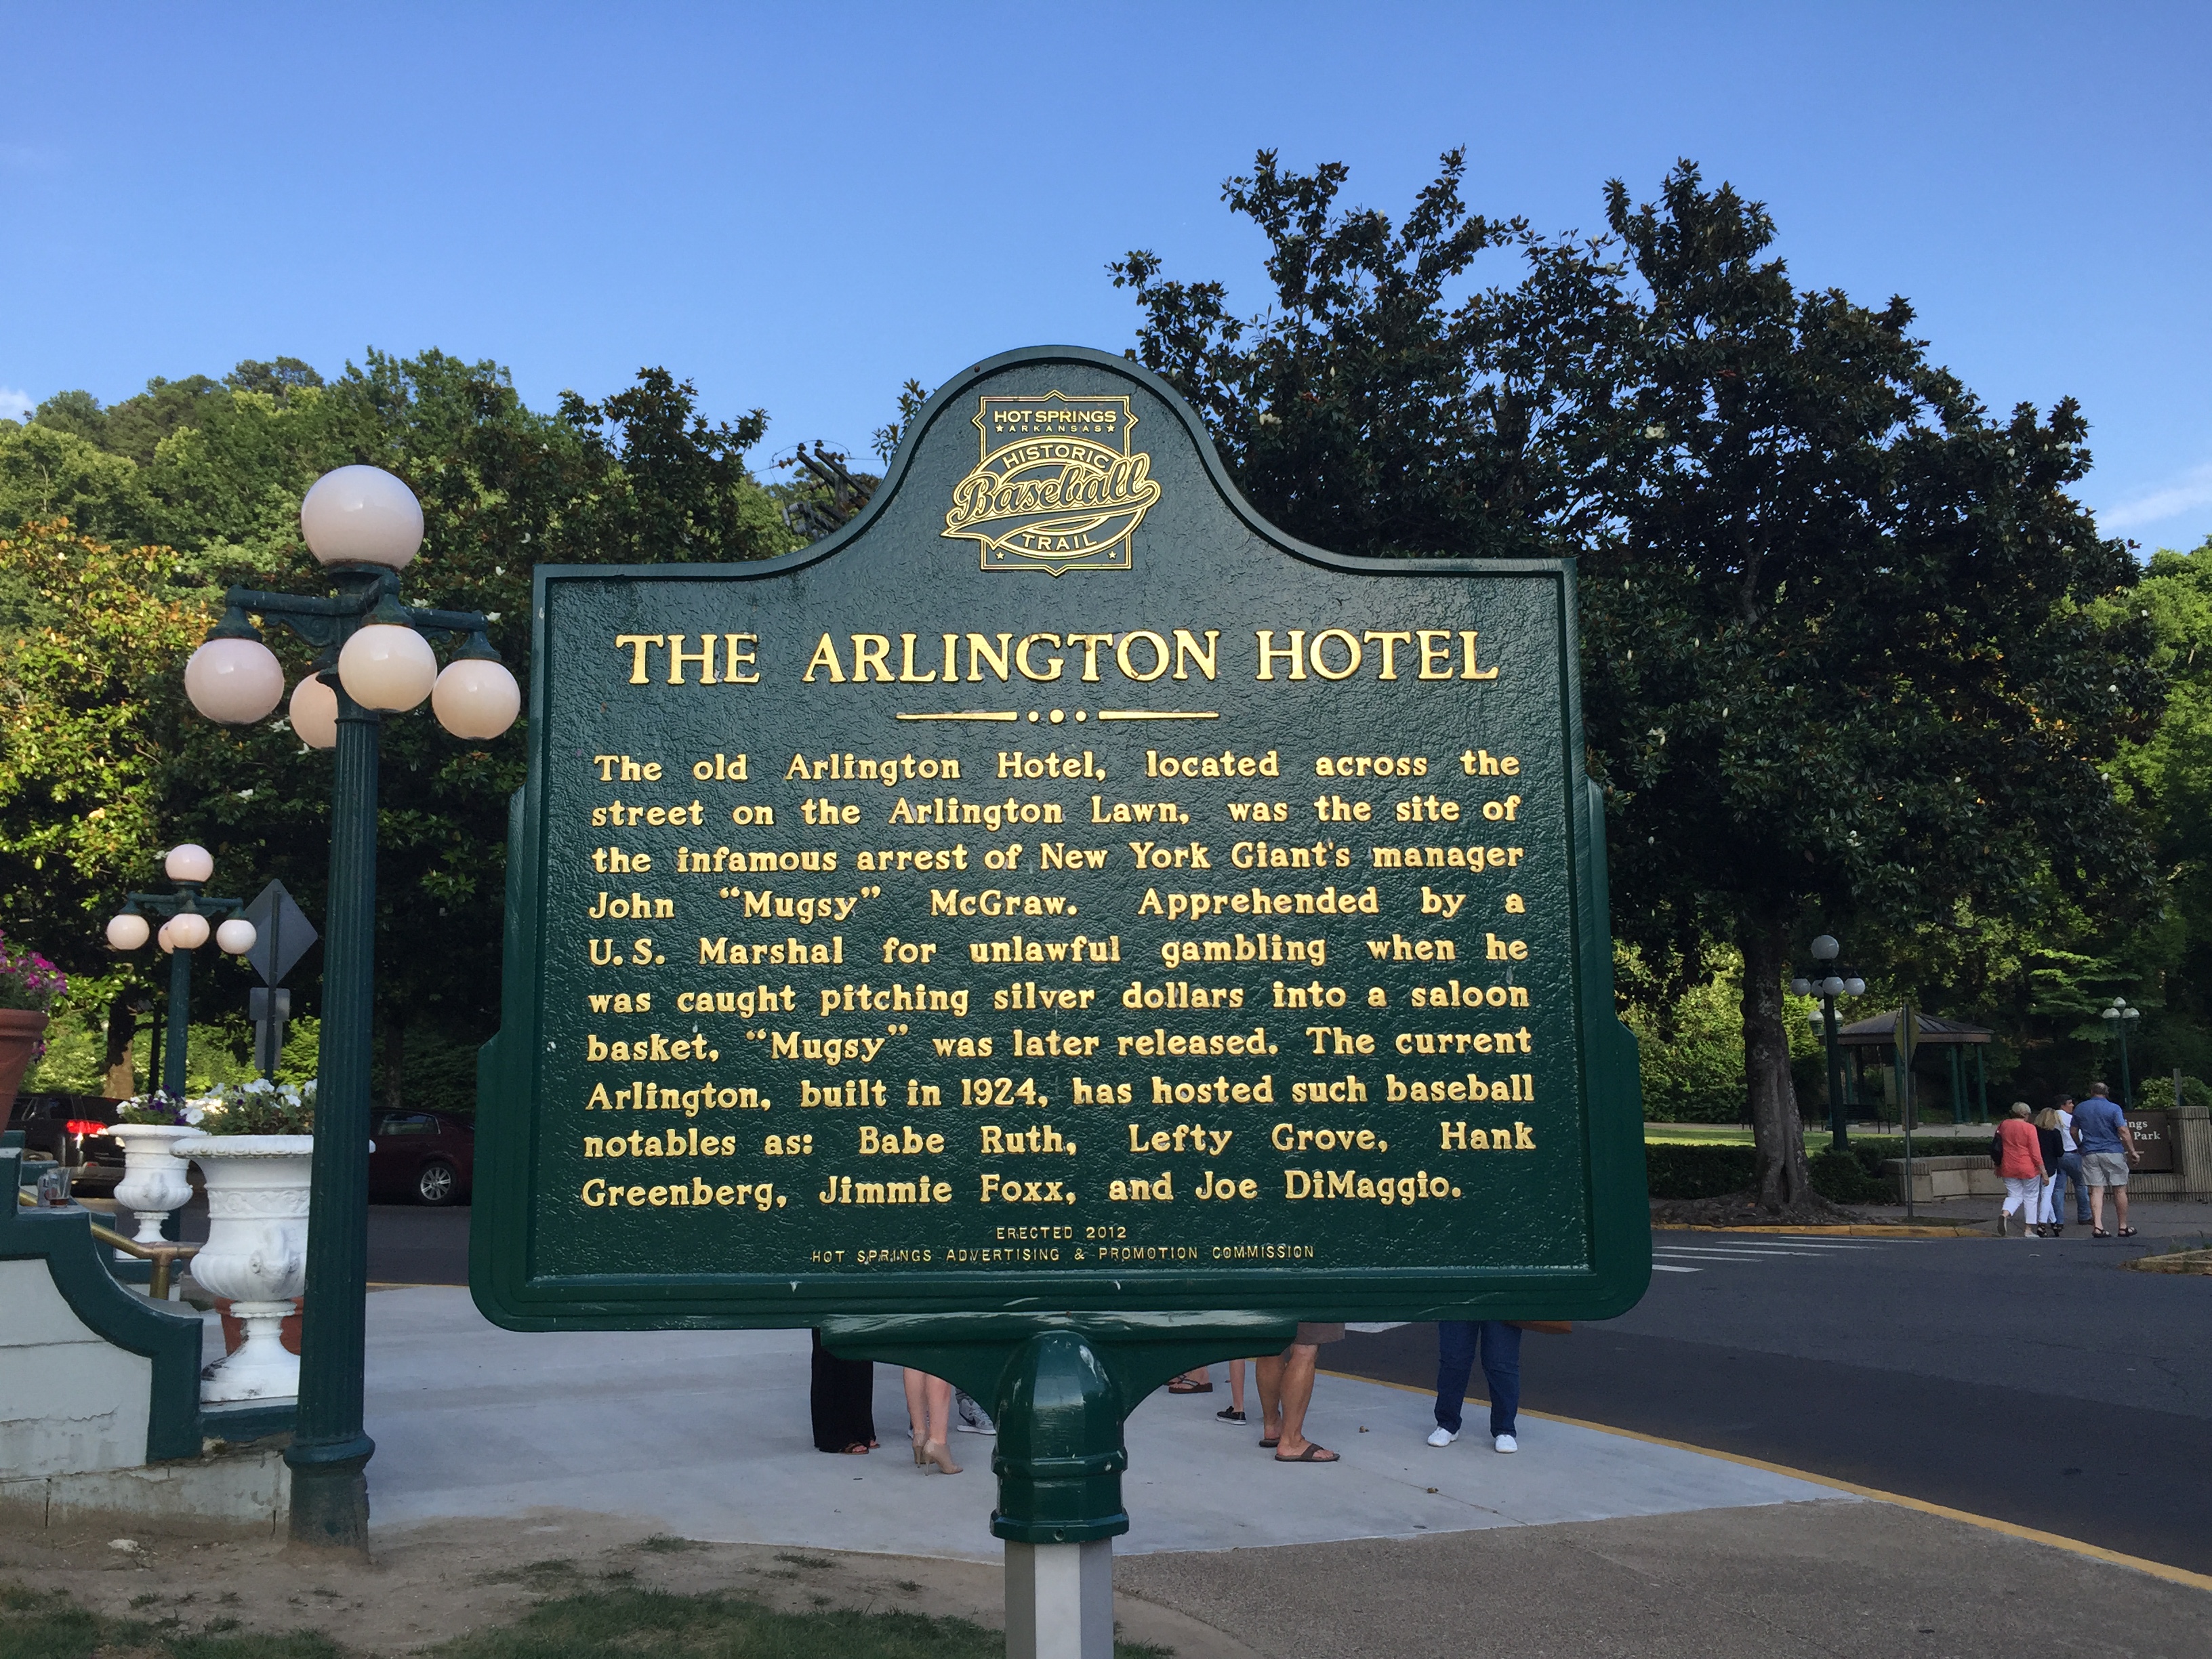 HOT SPRINGS
★ARKANSAS★
HISTORIC
Baseball
TRAIL
THE ARLINGTON HOTEL
The old Arlington Hotel, located across the
street on the Arlington Lawn, was the site of
the infamous arrest of New York Giant's manager
John “Mugsy” McGraw. Apprehended by a
U.S. Marshal for unlawful gambling when he
was caught pitching silver dollars into a saloon
basket, “Mugsy” was later released. The current
Arlington, built in 1924, has hosted such baseball
notables as: Babe Ruth, Lefty Grove, Hank
Greenberg, Jimmie Foxx, and Joe DiMaggio.
ERECTED 2012
HOT SPRINGS ADVERTISING & PROMOTION COMMISSION
ngs
Park